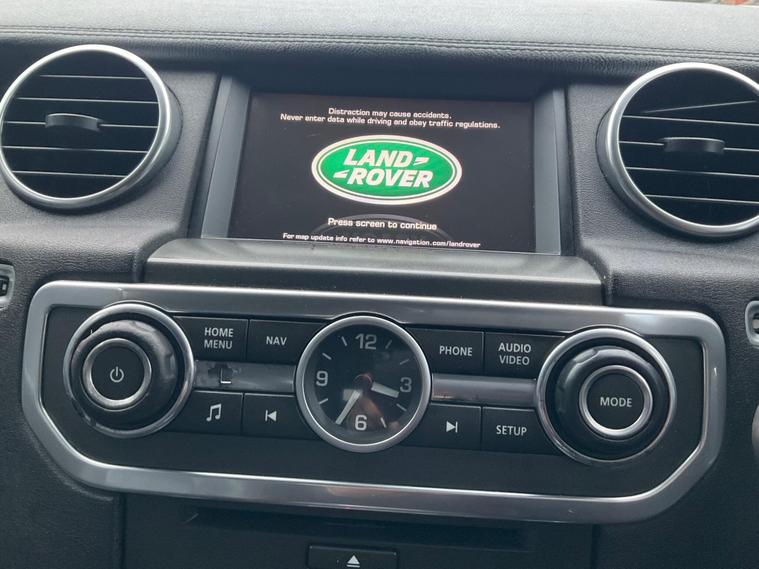 Distraction may cause accidents.
Never enter data while driving and obey traffic regulations.
LAND
ROVER
Press screen to continue
For map update info refer to www.navigation.com/landrover
HOME
MENU
NAV
12
3
6
9
PHONE
AUDIO
VIDEO
MODE
SETUP